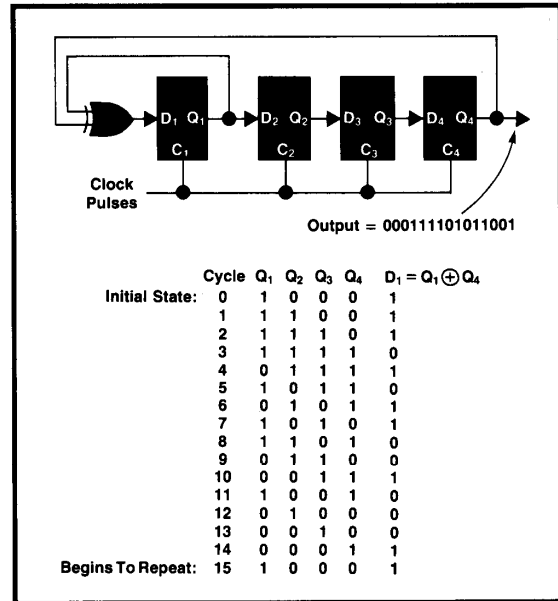 D₁ Q₁ D₂ Q₂ D₃ Q₃ D₄ Q₄
C₁ C₂ C₃ C₄
Clock
Pulses
Output = 000111101011001
Cycle Q₁ Q₂ Q₃ Q₄ D₁ = Q₁ ⊕ Q₄
Initial State: 0 1 0 0 0 1
1 1 1 0 0 1
2 1 1 1 0 1
3 1 1 1 1 0
4 0 1 1 1 1
5 1 0 1 1 0
6 0 1 0 1 1
7 1 0 1 0 1
8 1 1 0 1 0
9 0 1 1 0 0
10 0 0 1 1 1
11 1 0 0 1 0
12 0 1 0 0 0
13 0 0 1 0 0
14 0 0 0 1 1
Begins To Repeat: 15 1 0 0 0 1